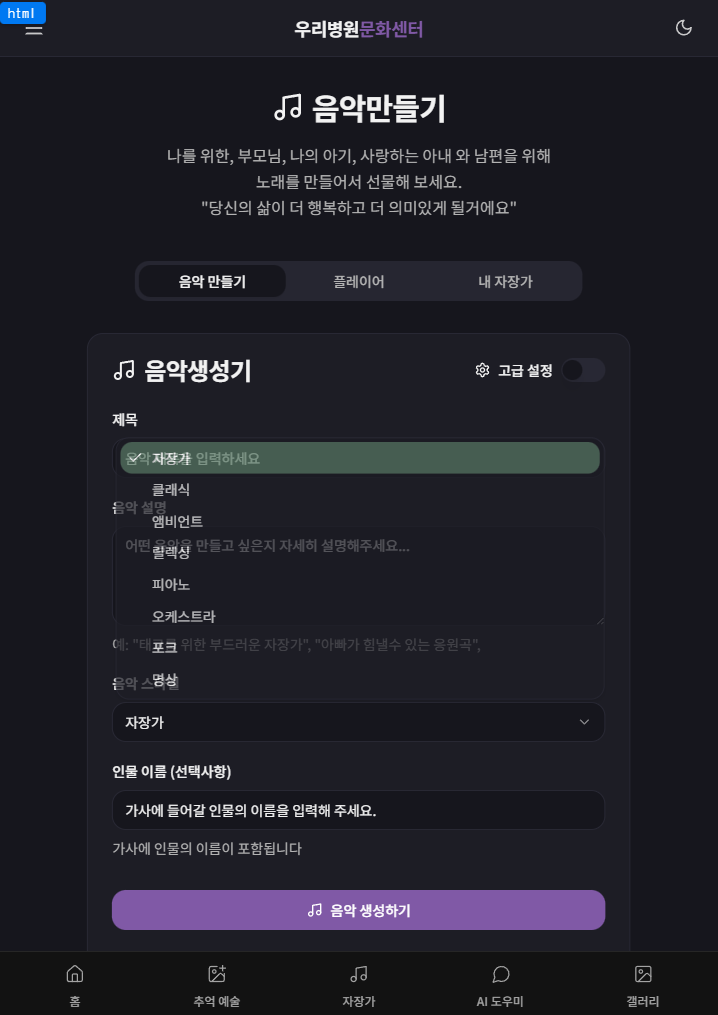 html
우리병원문화센터
음악만들기
나를 위한, 부모님, 나의 아기, 사랑하는 아내 와 남편을 위해
노래를 만들어서 선물해 보세요.
"당신의 삶이 더 행복하고 더 의미있게 될거에요"
음악 만들기 플레이어 내 자장가
음악생성기 고급 설정
제목
자장가
입력하세요
클래식
음악 설명
앰비언트
어떤 음악을 만들고 싶은지 자세히 설명해주세요...
릴렉싱
피아노
오케스트라
예: "태 위한 부드러운 자장가", "아빠가 힘낼수 있는 응원곡",
포크
음악 스타일
명상
자장가
인물 이름 (선택사항)
가사에 들어갈 인물의 이름을 입력해 주세요.
가사에 인물의 이름이 포함됩니다
음악 생성하기
홈 추억 예술 자장가 AI 도우미 갤러리